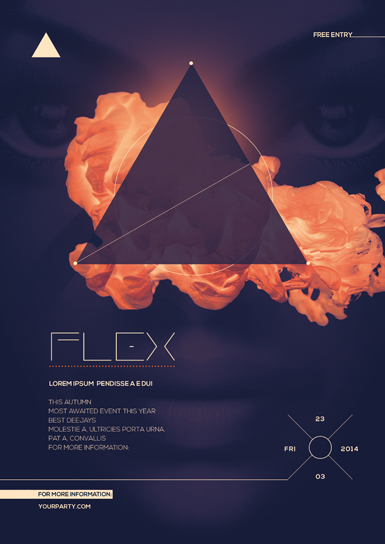 FREE ENTRY
FLEX
LOREM IPSUM PENDISSE A E DUI
THIS AUTUMN
MOST AWAITED EVENT THIS YEAR
BEST DEEJAYS
MOLESTIE A, ULTRICIES PORTA URNA.
PAT A, CONVALLIS
FOR MORE INFORMATION:
23
FRI
2014
03
FOR MORE INFORMATION:
YOURPARTY.COM